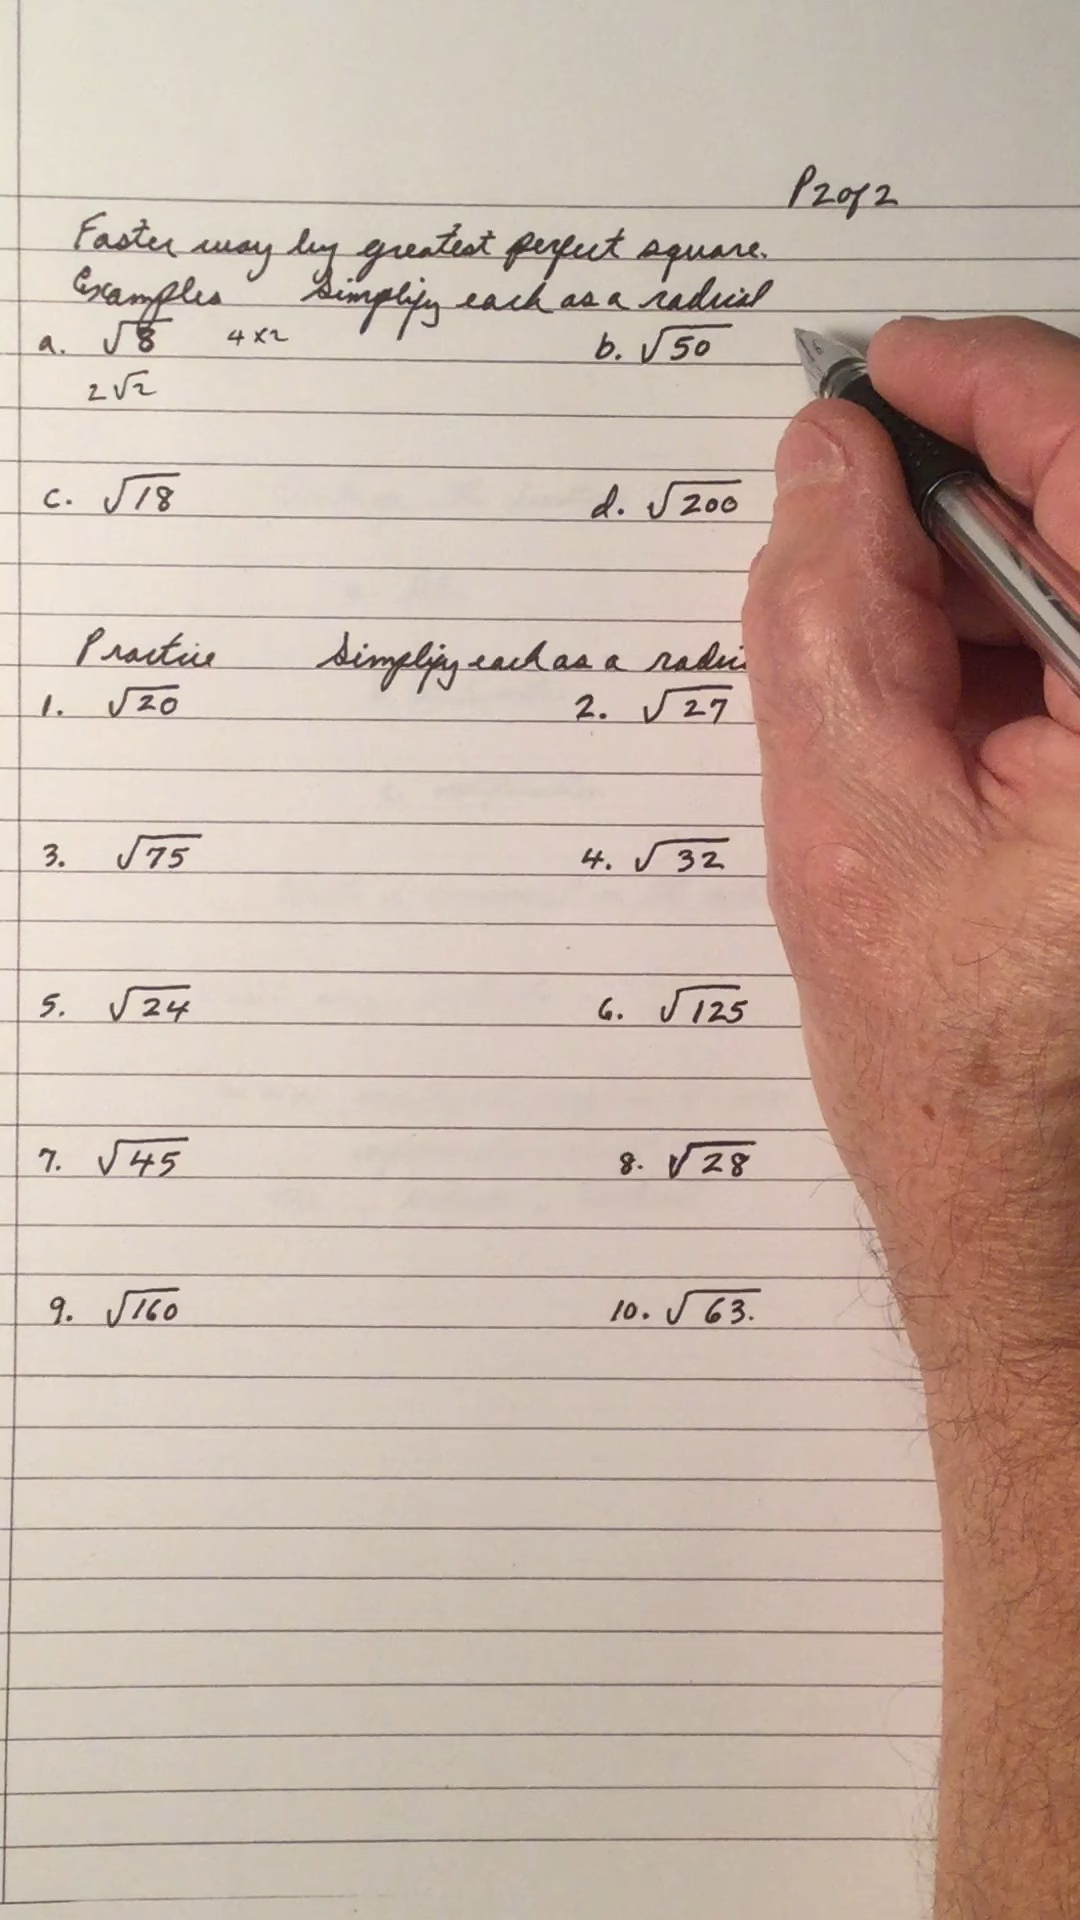 P2of2
Faster way by greatest perfect square.
Examples Simplify each as a radical
a. √8 4x2 b. √50
2√2
c. √18 d. √200
Practice Simplify each as a
1. √20 2. √27
3. √75 4. √32
5. √24 6. √125
7. √45 8. √28
9. √160 10. √63.